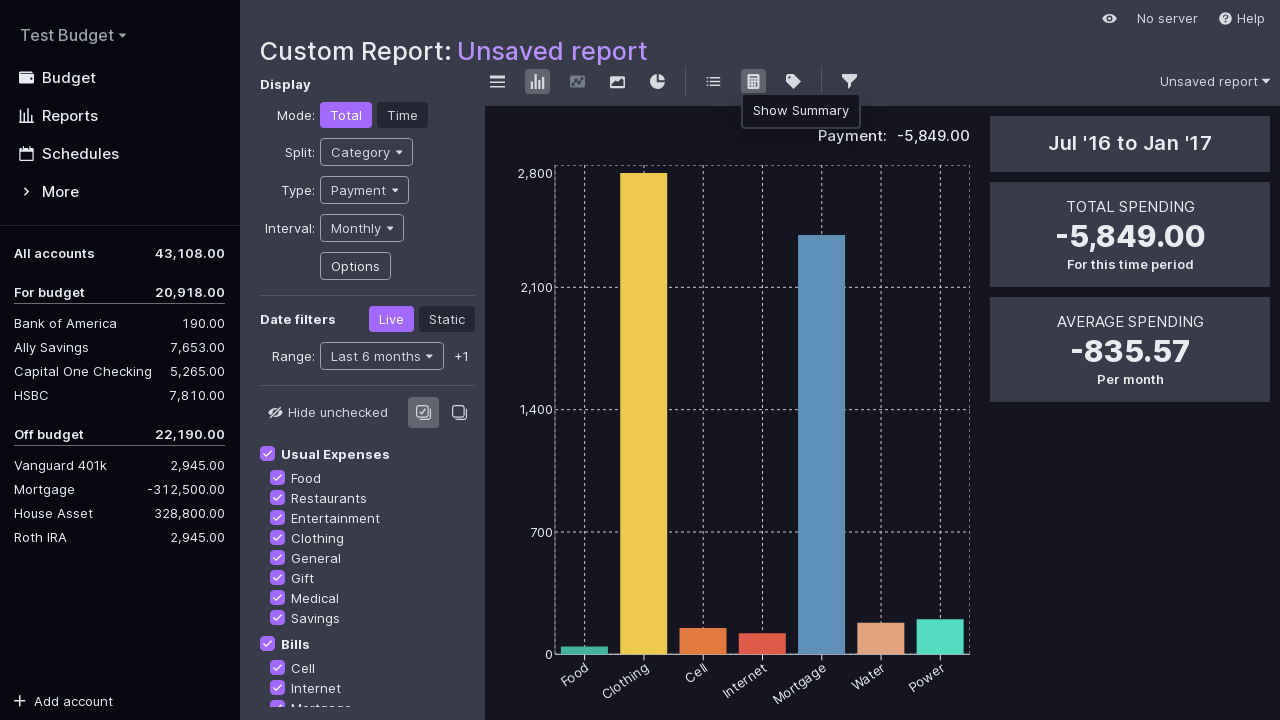 Test Budget
Budget
Reports
Schedules
More
All accounts 43,108.00
For budget 20,918.00
Bank of America 190.00
Ally Savings 7,653.00
Capital One Checking 5,265.00
HSBC 7,810.00
Off budget 22,190.00
Vanguard 401k 2,945.00
Mortgage -312,500.00
House Asset 328,800.00
Roth IRA 2,945.00
Add account
No server Help
Custom Report: Unsaved report
Display
Mode: Total Time
Split: Category
Type: Payment
Interval: Monthly
Options
Date filters Live Static
Range: Last 6 months +1
Hide unchecked
Usual Expenses
Food
Restaurants
Entertainment
Clothing
General
Gift
Medical
Savings
Bills
Cell
Internet
Mortgage
Unsaved report
Show Summary
Payment: -5,849.00
2,800
2,100
1,400
700
0
Food
Clothing
Cell
Internet
Mortgage
Water
Power
Jul '16 to Jan '17
TOTAL SPENDING
-5,849.00
For this time period
AVERAGE SPENDING
-835.57
Per month